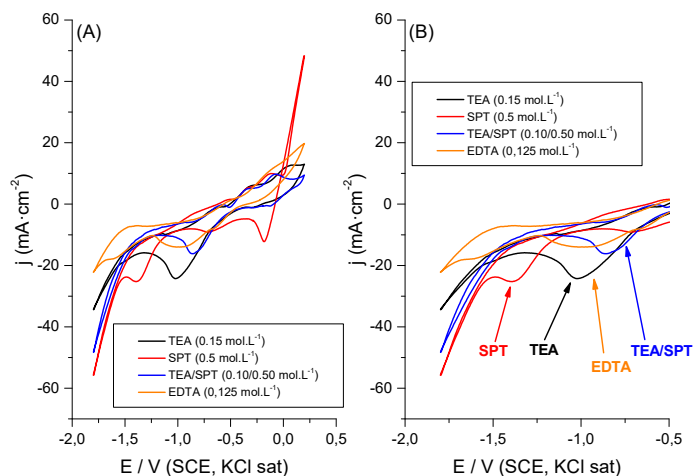 (A)
60
40
20
0
-20
-40
-60
j (mA·cm⁻²)
TEA (0.15 mol.L⁻¹)
SPT (0.5 mol.L⁻¹)
TEA/SPT (0.10/0.50 mol.L⁻¹)
EDTA (0,125 mol.L⁻¹)
-2,0 -1,5 -1,0 -0,5 0,0 0,5
E / V (SCE, KCl sat)
(B)
60
40
20
0
-20
-40
-60
j (mA·cm⁻²)
TEA (0.15 mol.L⁻¹)
SPT (0.5 mol.L⁻¹)
TEA/SPT (0.10/0.50 mol.L⁻¹)
EDTA (0,125 mol.L⁻¹)
SPT
TEA
EDTA
TEA/SPT
-2,0 -1,5 -1,0 -0,5
E / V (SCE, KCl sat)